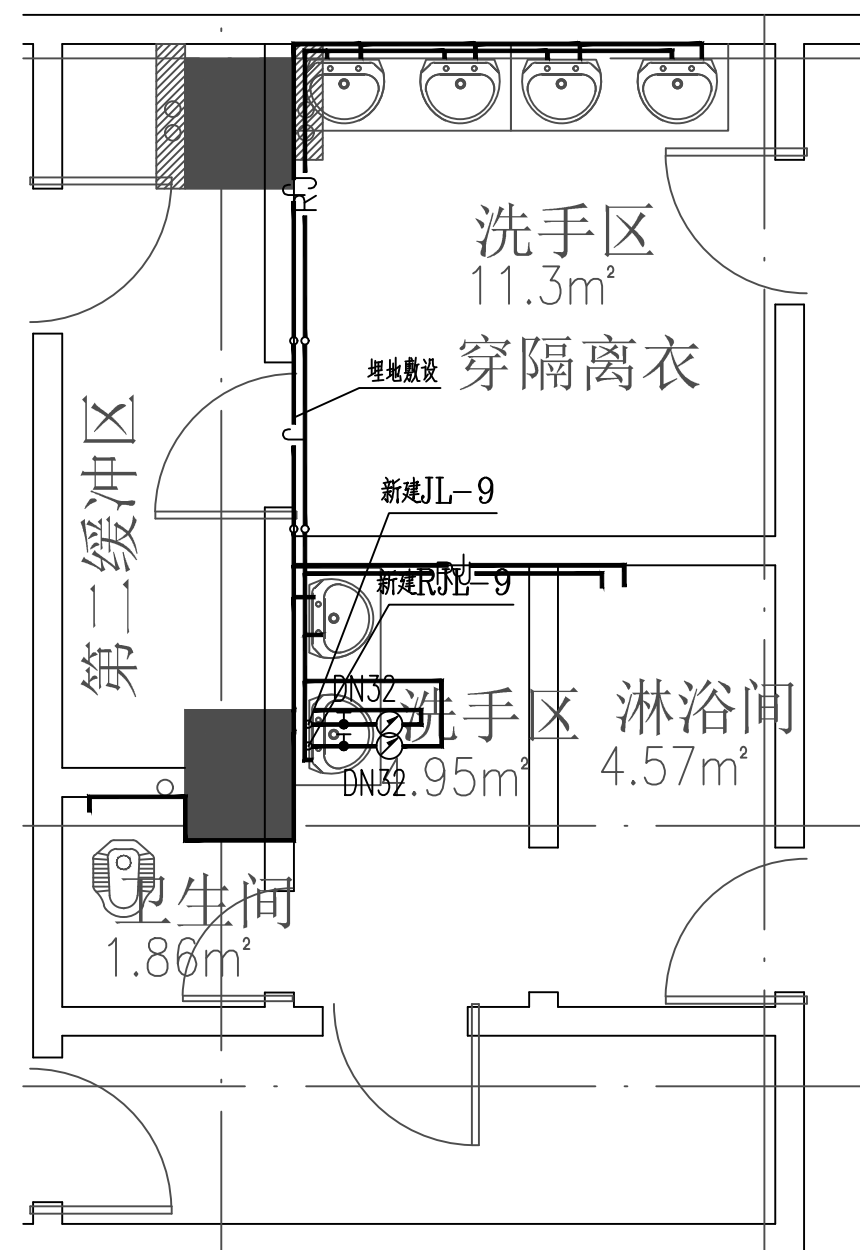 RJ
洗手区
11.3m²
穿隔离衣
埋地敷设
J
第二缓冲区
新建JL-9
RJ
新建RJL-9
DN32
洗手区
.95m²
淋浴间
4.57m²
DN32
卫生间
1.86m²